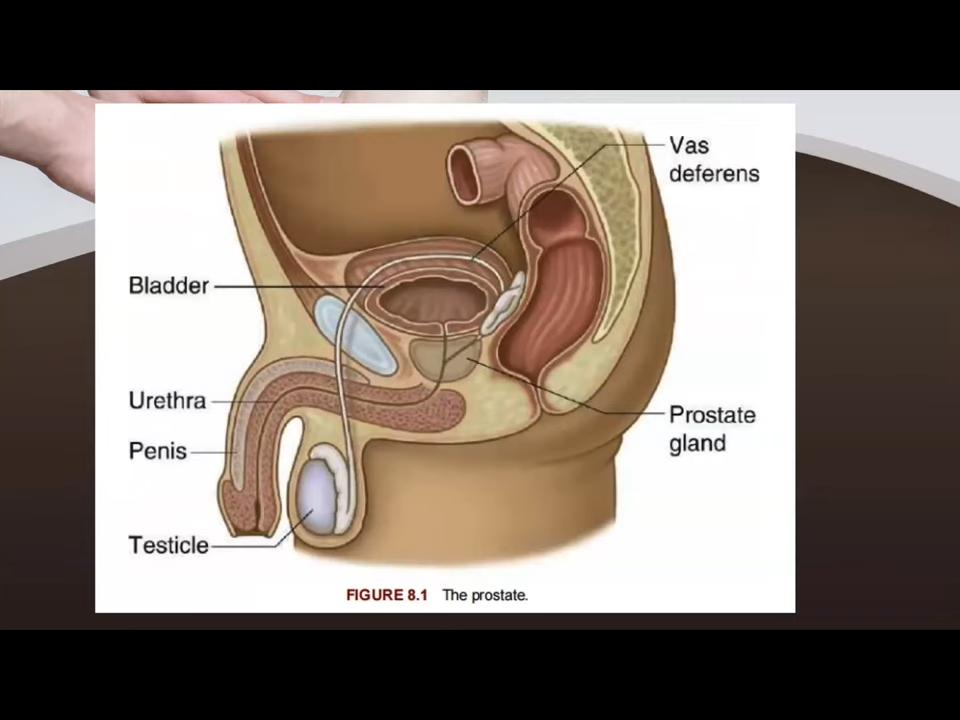 Vas
deferens
Bladder
Urethra
Penis
Prostate
gland
Testicle
FIGURE 8.1 The prostate.